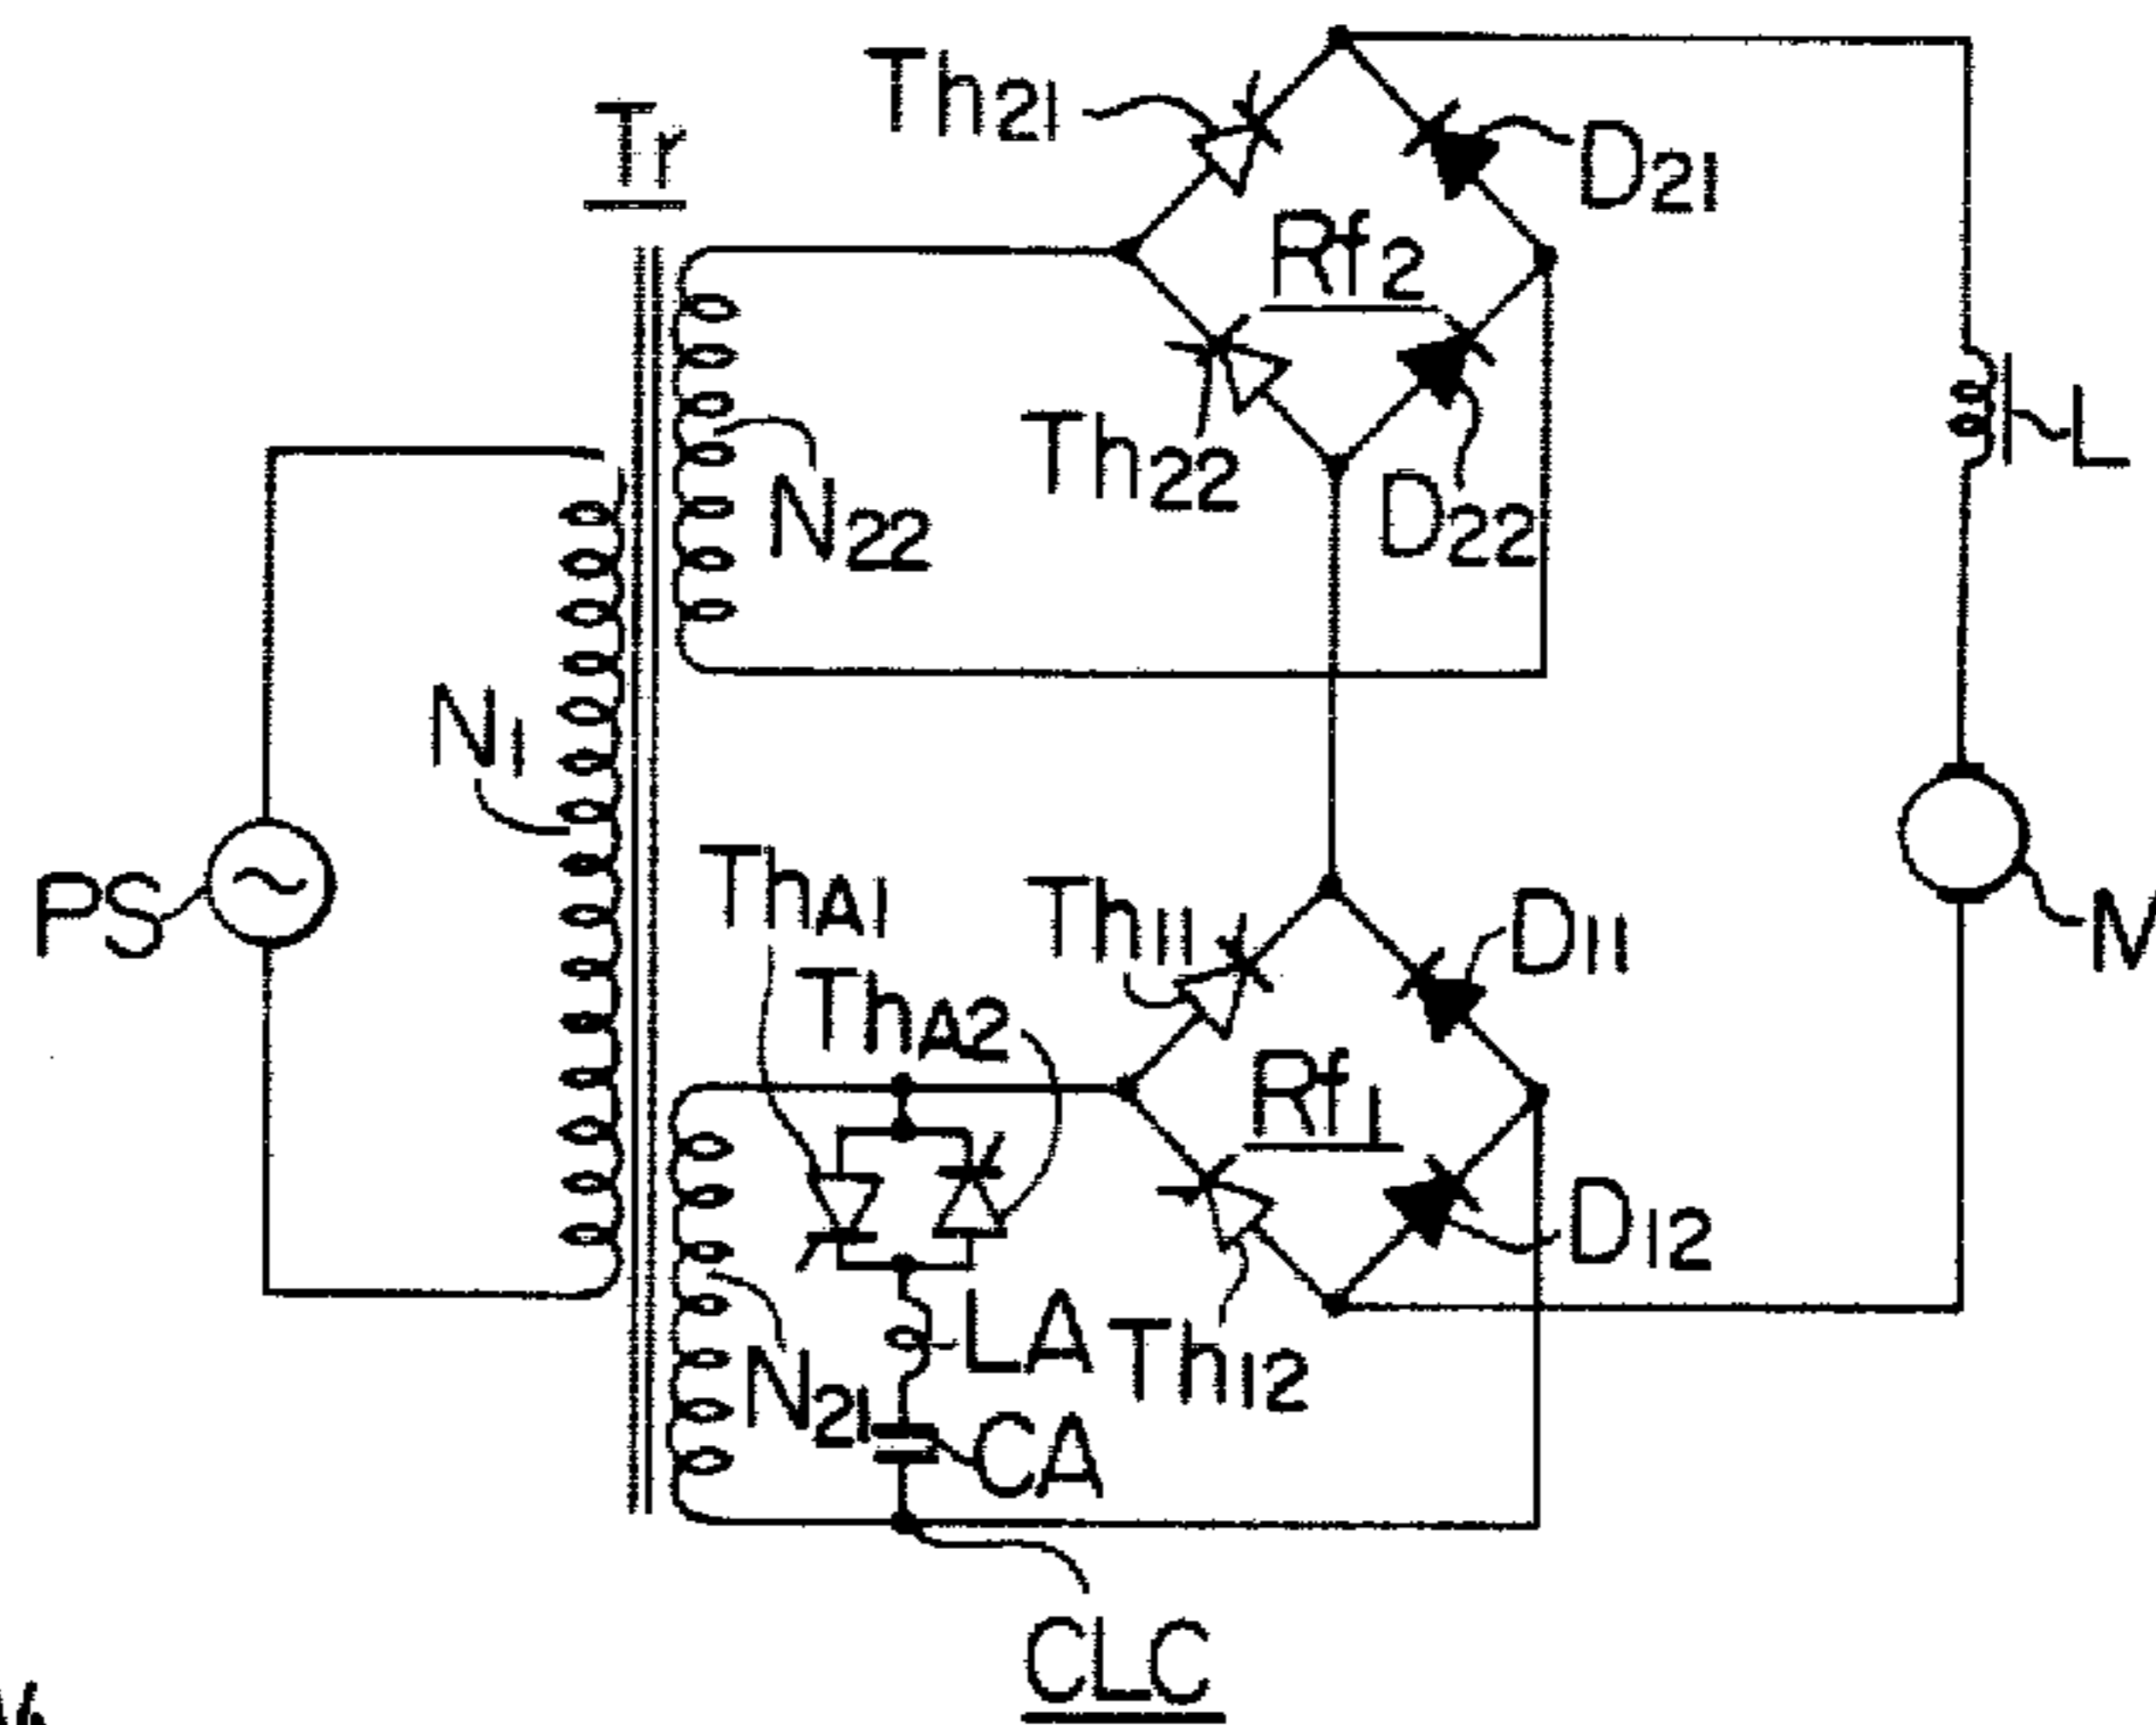 Th21
Tr
D21
Rf2
L
Th22
D22
N22
N1
ThA1
Th11
D11
PS
M
ThA2
Rf1
D12
LA
Th12
N21
CA
CLC